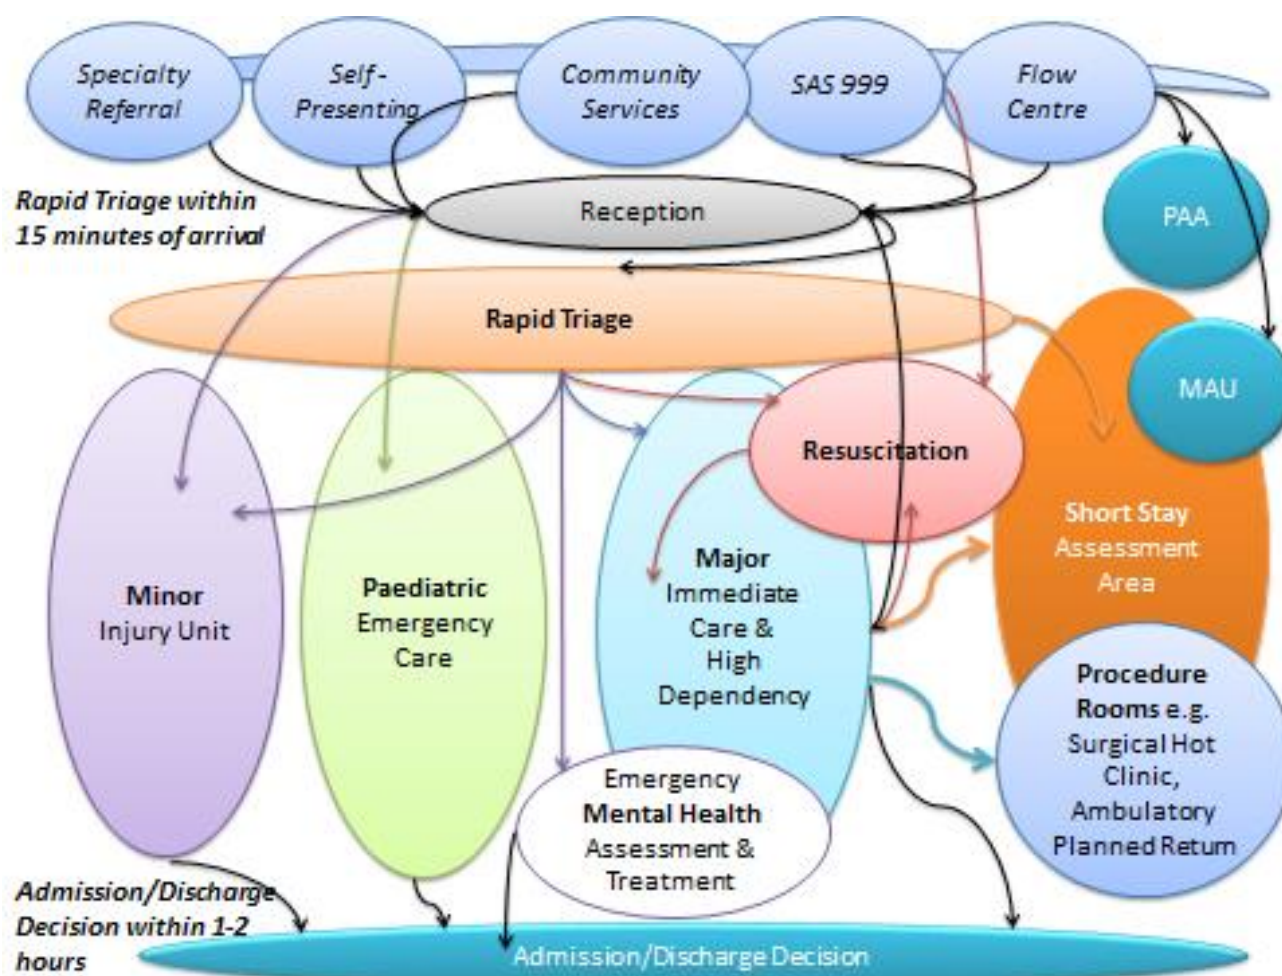 Specialty
Referral
Self-
Presenting
Community
Services
SAS 999
Flow
Centre
Rapid Triage within
15 minutes of arrival
Reception
PAA
Rapid Triage
MAU
Resuscitation
Short Stay
Assessment
Area
Minor
Injury Unit
Paediatric
Emergency
Care
Major
Immediate
Care &
High
Dependency
Procedure
Rooms e.g.
Surgical Hot
Clinic,
Ambulatory
Planned Return
Emergency
Mental Health
Assessment &
Treatment
Admission/Discharge
Decision within 1-2
hours
Admission/Discharge Decision